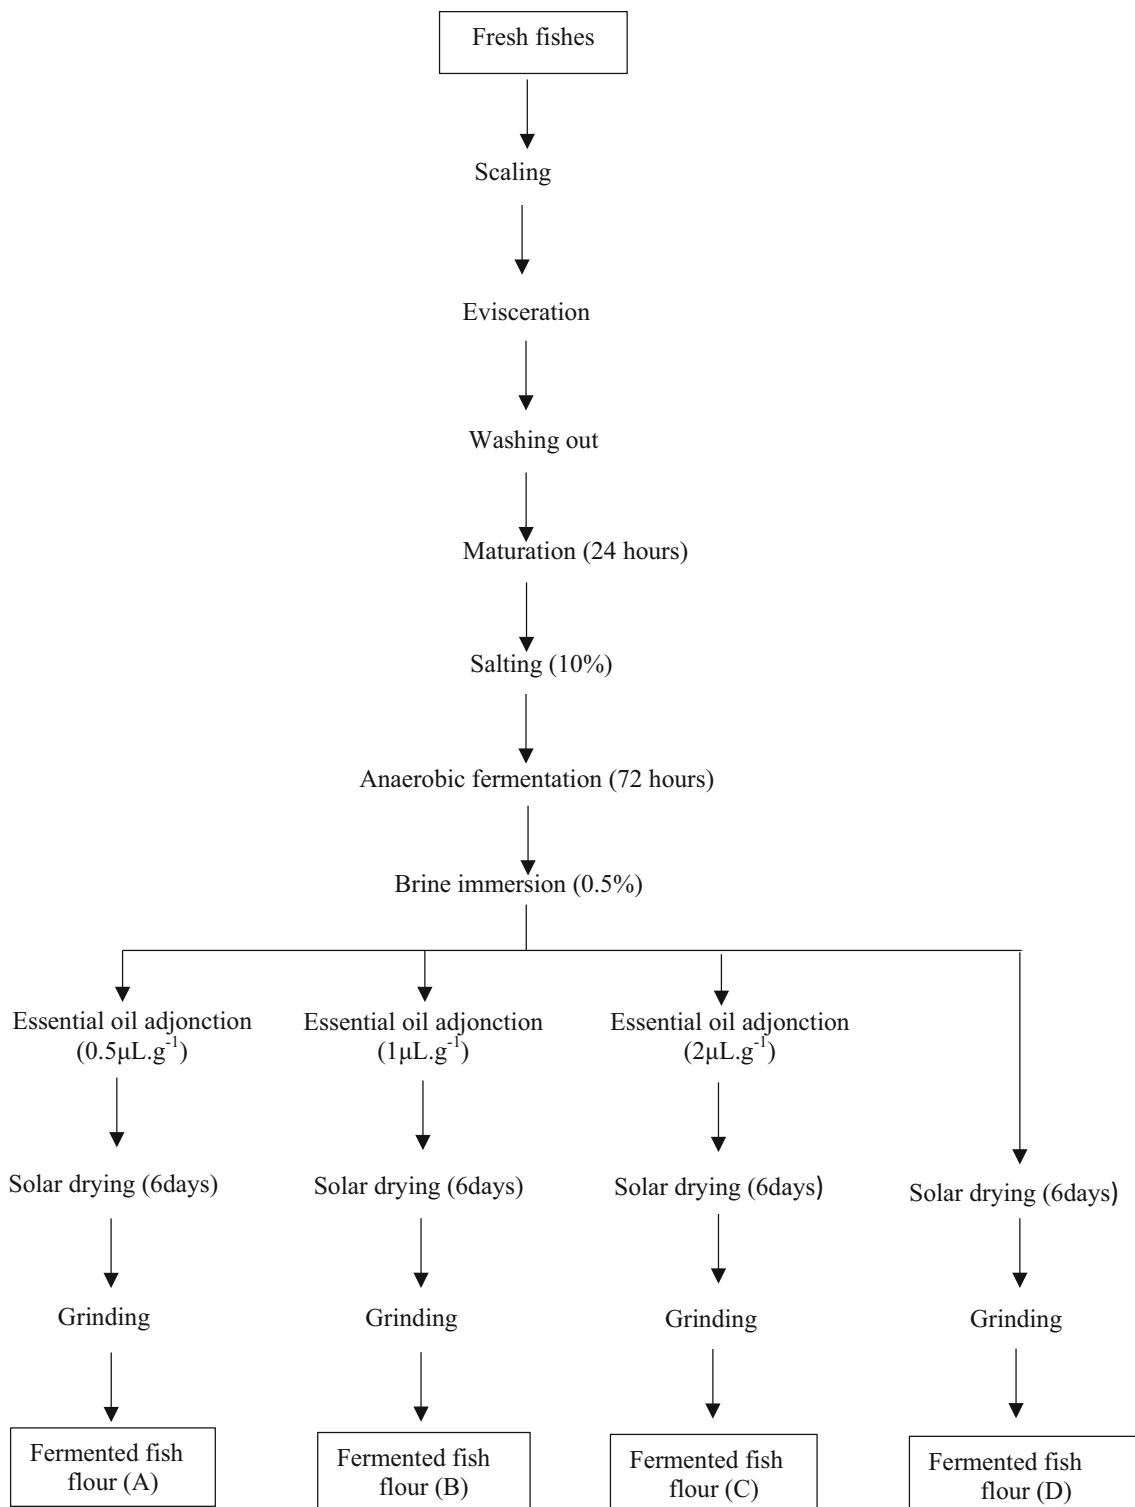 Fresh fishes
Scaling
Evisceration
Washing out
Maturation (24 hours)
Salting (10%)
Anaerobic fermentation (72 hours)
Brine immersion (0.5%)
Essential oil adjonction
(0.5µL.g⁻¹)
Essential oil adjonction
(1µL.g⁻¹)
Essential oil adjonction
(2µL.g⁻¹)
Solar drying (6days)
Solar drying (6days)
Solar drying (6days)
Solar drying (6days)
Grinding
Grinding
Grinding
Grinding
Fermented fish
flour (A)
Fermented fish
flour (B)
Fermented fish
flour (C)
Fermented fish
flour (D)